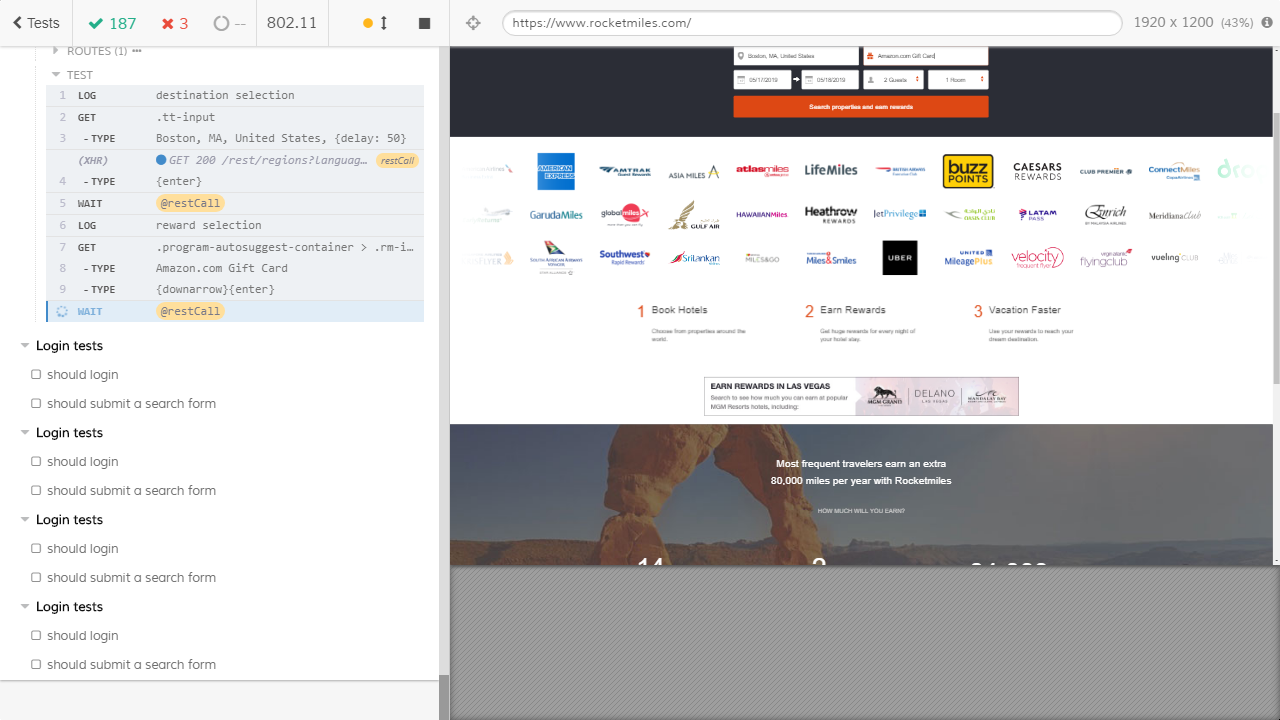 Tests 187 3 -- 802.11
https://www.rocketmiles.com/
1920 x 1200 (43%)
ROUTES (1)
TEST
1 VISIT /
2 GET
3 -TYPE Boston, MA, United States, {delay: 50}
(XHR) GET 200 /rest/regions?languag… restCall
4 -TYPE
5 WAIT @restCall
6 GET .program-suggester-container > .rm-i…
7 -TYPE Amazon.com Gift Card
8 -TYPE {downarrow}{enter}
9 WAIT @restCall
Login tests
should login
should submit a search form
Login tests
should login
should submit a search form
Login tests
should login
should submit a search form
Login tests
should login
should submit a search form
Boston, MA, United States
Amazon.com Gift Card
05/17/2019
05/18/2019
2 Guests
1 Room
Search properties and earn rewards
AMERICAN EXPRESS
AMTRAK Guest Rewards
ASIA MILES
atlasmiles
LifeMiles
BRITISH AIRWAYS Executive Club
buzz POINTS
CAESARS REWARDS
CLUB PREMIER
ConnectMiles
GarudaMiles
globalmiles
GULF AIR
HAWAIIANMiles
Heathrow REWARDS
JetPrivilege
OASIS CLUB
LATAM PASS
Enrich
MeridianaClub
SOUTH AFRICAN AIRWAYS
Southwest Rapid Rewards
SriLankan
MILES&GO
Miles&Smiles
UBER
UNITED MileagePlus
velocity frequent flyer
virgin atlantic flyingclub
vueling CLUB
1 Book Hotels
Choose from properties around the
world.
2 Earn Rewards
Get huge rewards for every night of
your hotel stay.
3 Vacation Faster
Use your rewards to reach your
dream destination.
EARN REWARDS IN LAS VEGAS
Search to see how much you can earn at popular
MGM Resorts hotels, including:
MGM GRAND
DELANO
LAS VEGAS
MANDALAY BAY
Most frequent travelers earn an extra
80,000 miles per year with Rocketmiles
HOW MUCH WILL YOU EARN?
14